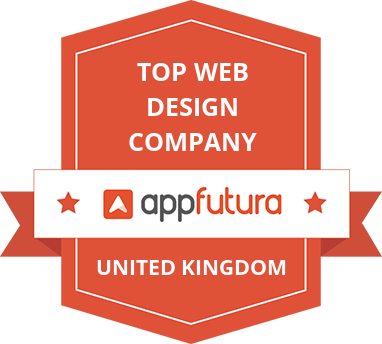 TOP WEB
DESIGN
COMPANY
appfutura
UNITED KINGDOM